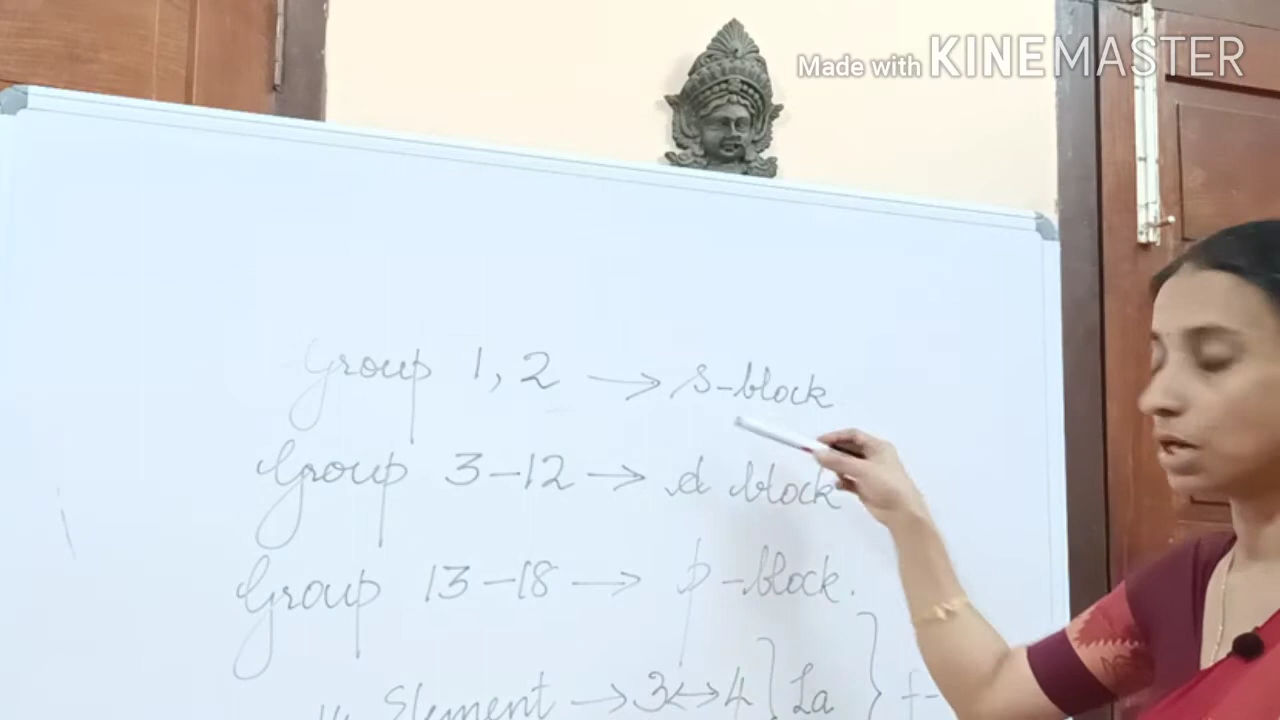 Made with KINEMASTER
Group 1, 2 → s-block
Group 3-12 → d block
Group 13-18 → p-block.
14 Element → 3↔4 } La } f-